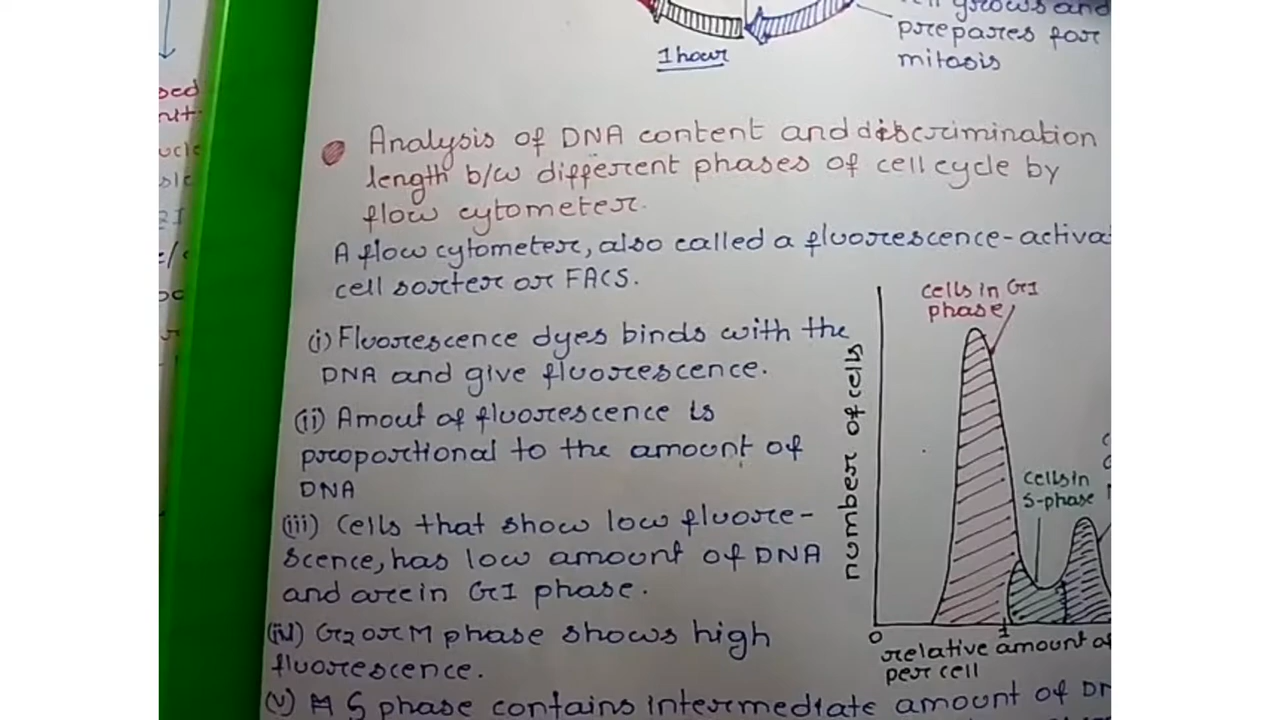 grows and
prepares for
mitosis
1 hour
Analysis of DNA content and discrimination
length b/w different phases of cell cycle by
flow cytometer.
A flow cytometer, also called a fluorescence-activa
cell sorter or FACS.
(i) Fluorescence dyes binds with the
DNA and give fluorescence.
(ii) Amout of fluorescence is
proportional to the amount of
DNA
(iii) Cells that show low fluore-
scence, has low amount of DNA
and are in G1 phase.
(iv) G2 or M phase shows high
fluorescence.
(v) S phase contains intermediate amount of
cells in G1
phase
number of cells
cells in
S-phase
0
1
relative amount of
per cell